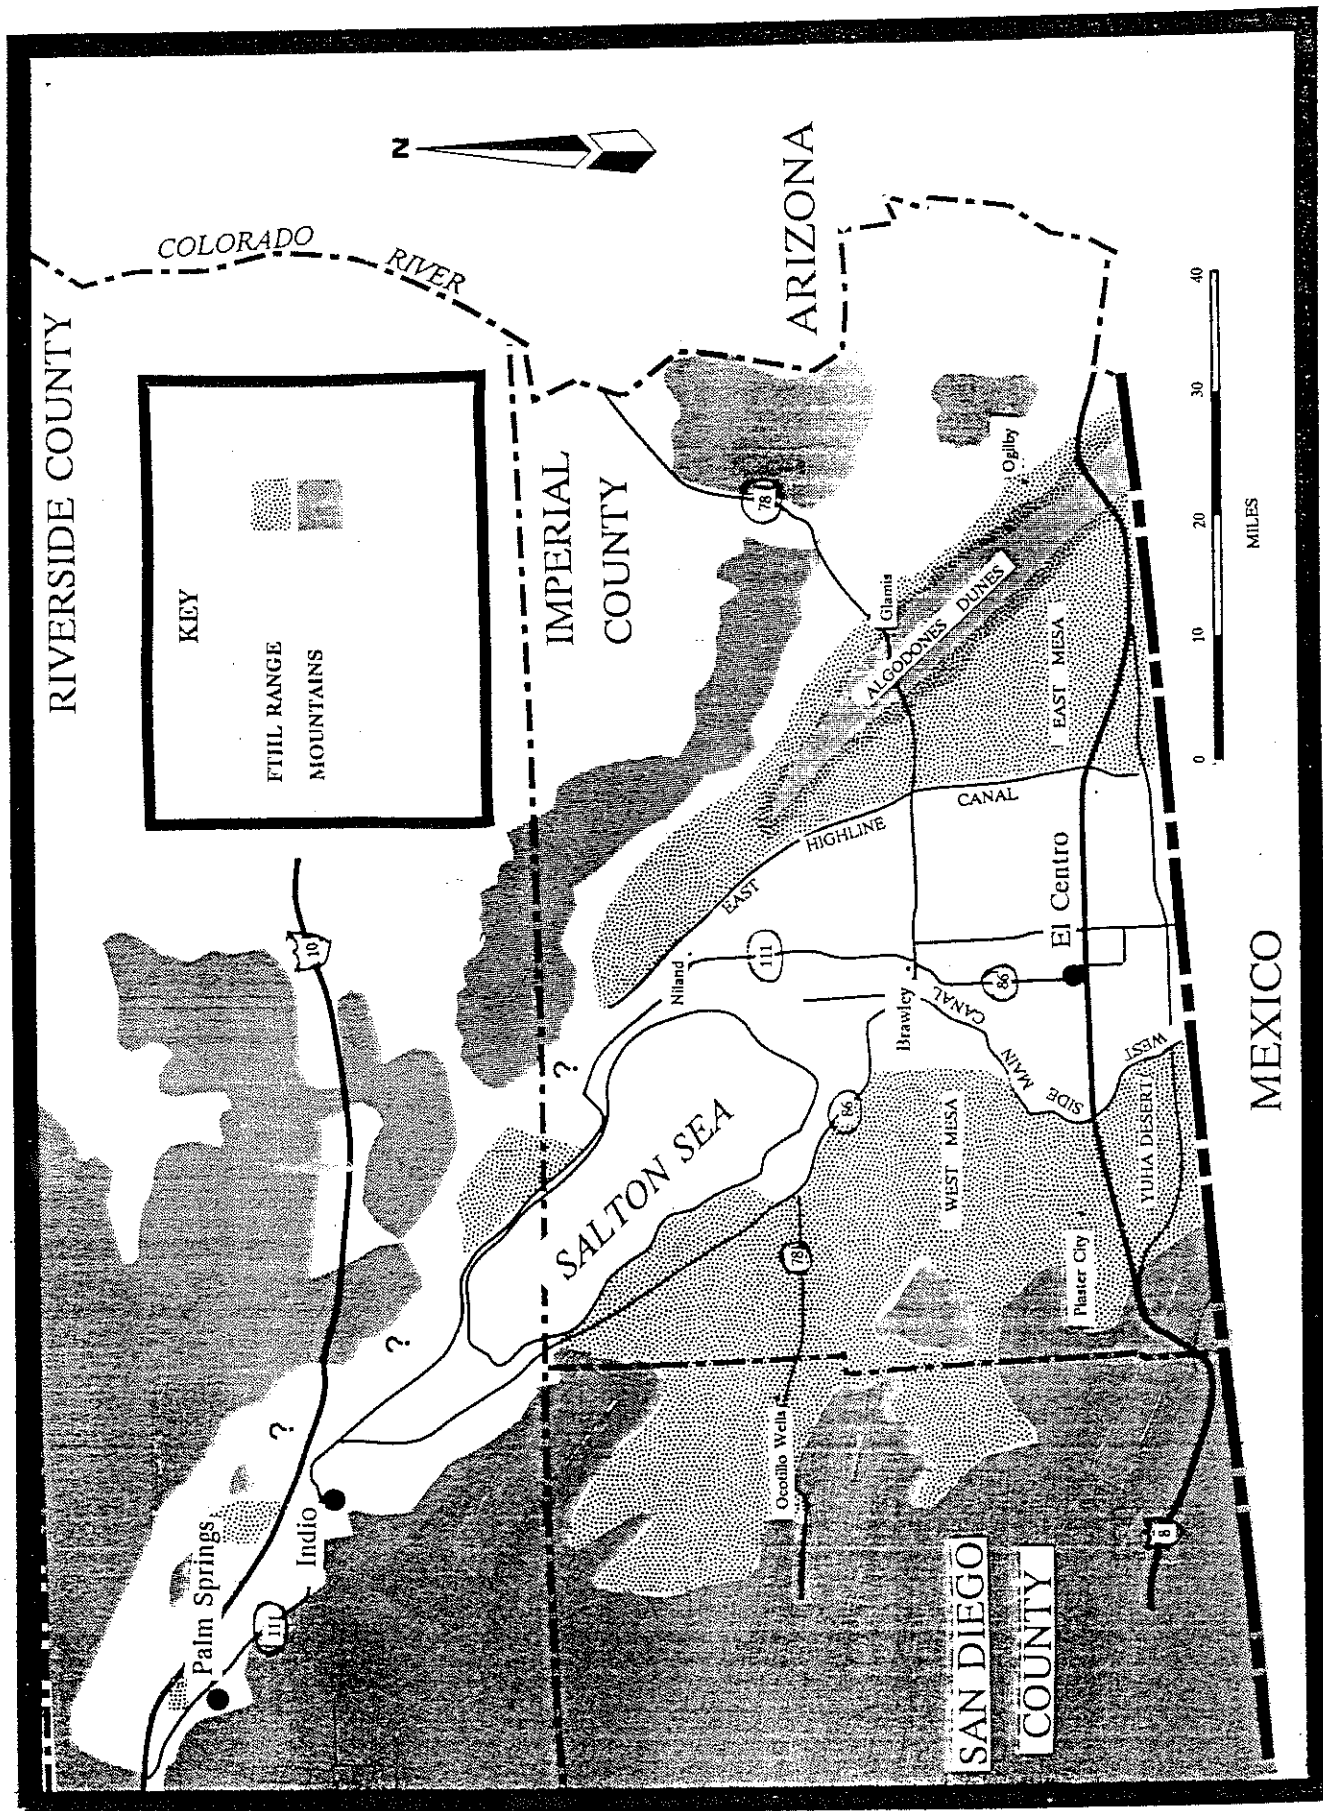 RIVERSIDE COUNTY
COLORADO
RIVER
N
KEY
FTHL RANGE
MOUNTAINS
IMPERIAL
COUNTY
ARIZONA
10
Palm Springs
111
Indio
?
?
?
SALTON SEA
Niland
111
EAST
HIGHLINE
CANAL
78
Glamis
ALGODONES DUNES
Ogilby
EAST MESA
Brawley
86
78
Ocotillo Wells
WEST MESA
86
El Centro
WEST
SIDE
MAIN
CANAL
Plaster City
YUHA DESERT
SAN DIEGO
COUNTY
8
MEXICO
0 10 20 30 40
MILES